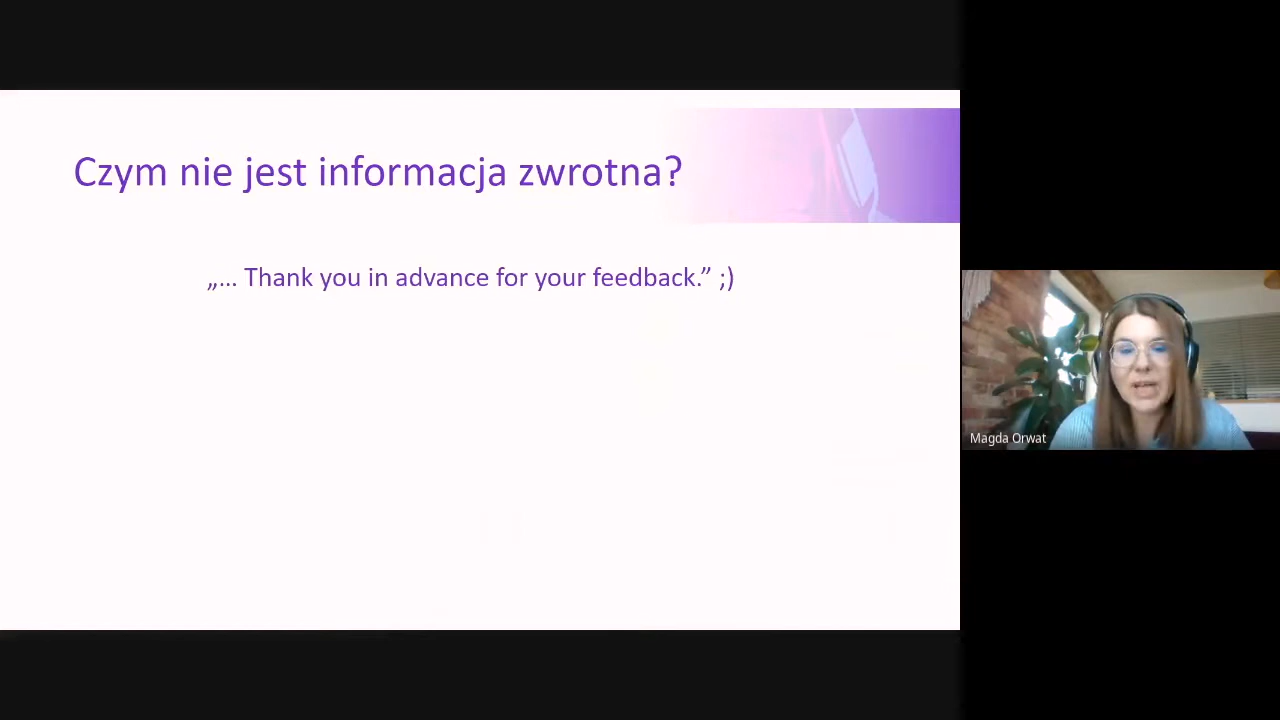 Czym nie jest informacja zwrotna?
„... Thank you in advance for your feedback.” ;)
Magda Orwat